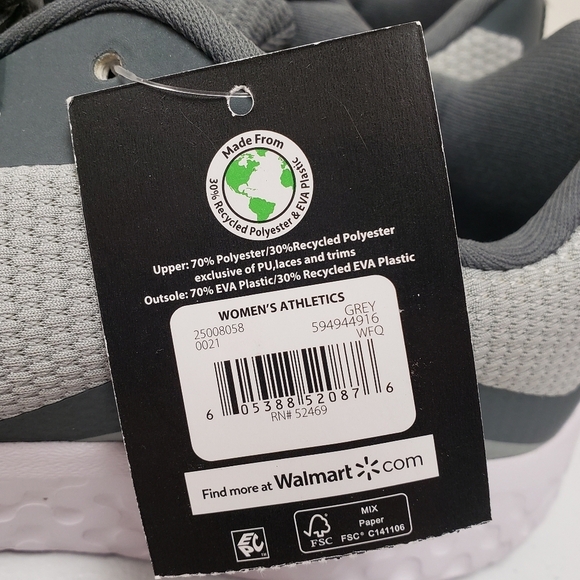 Made From
30% Recycled Polyester & EVA Plastic
Upper: 70% Polyester/30%Recycled Polyester
exclusive of PU,laces and trims
Outsole: 70% EVA Plastic/30% Recycled EVA Plastic
WOMEN'S ATHLETICS
25008058 GREY
0021 594944916
WFQ
6 05388 52087 6
RN# 52469
Find more at Walmart com
EPC TM
FSC
MIX
Paper
FSC® C141106